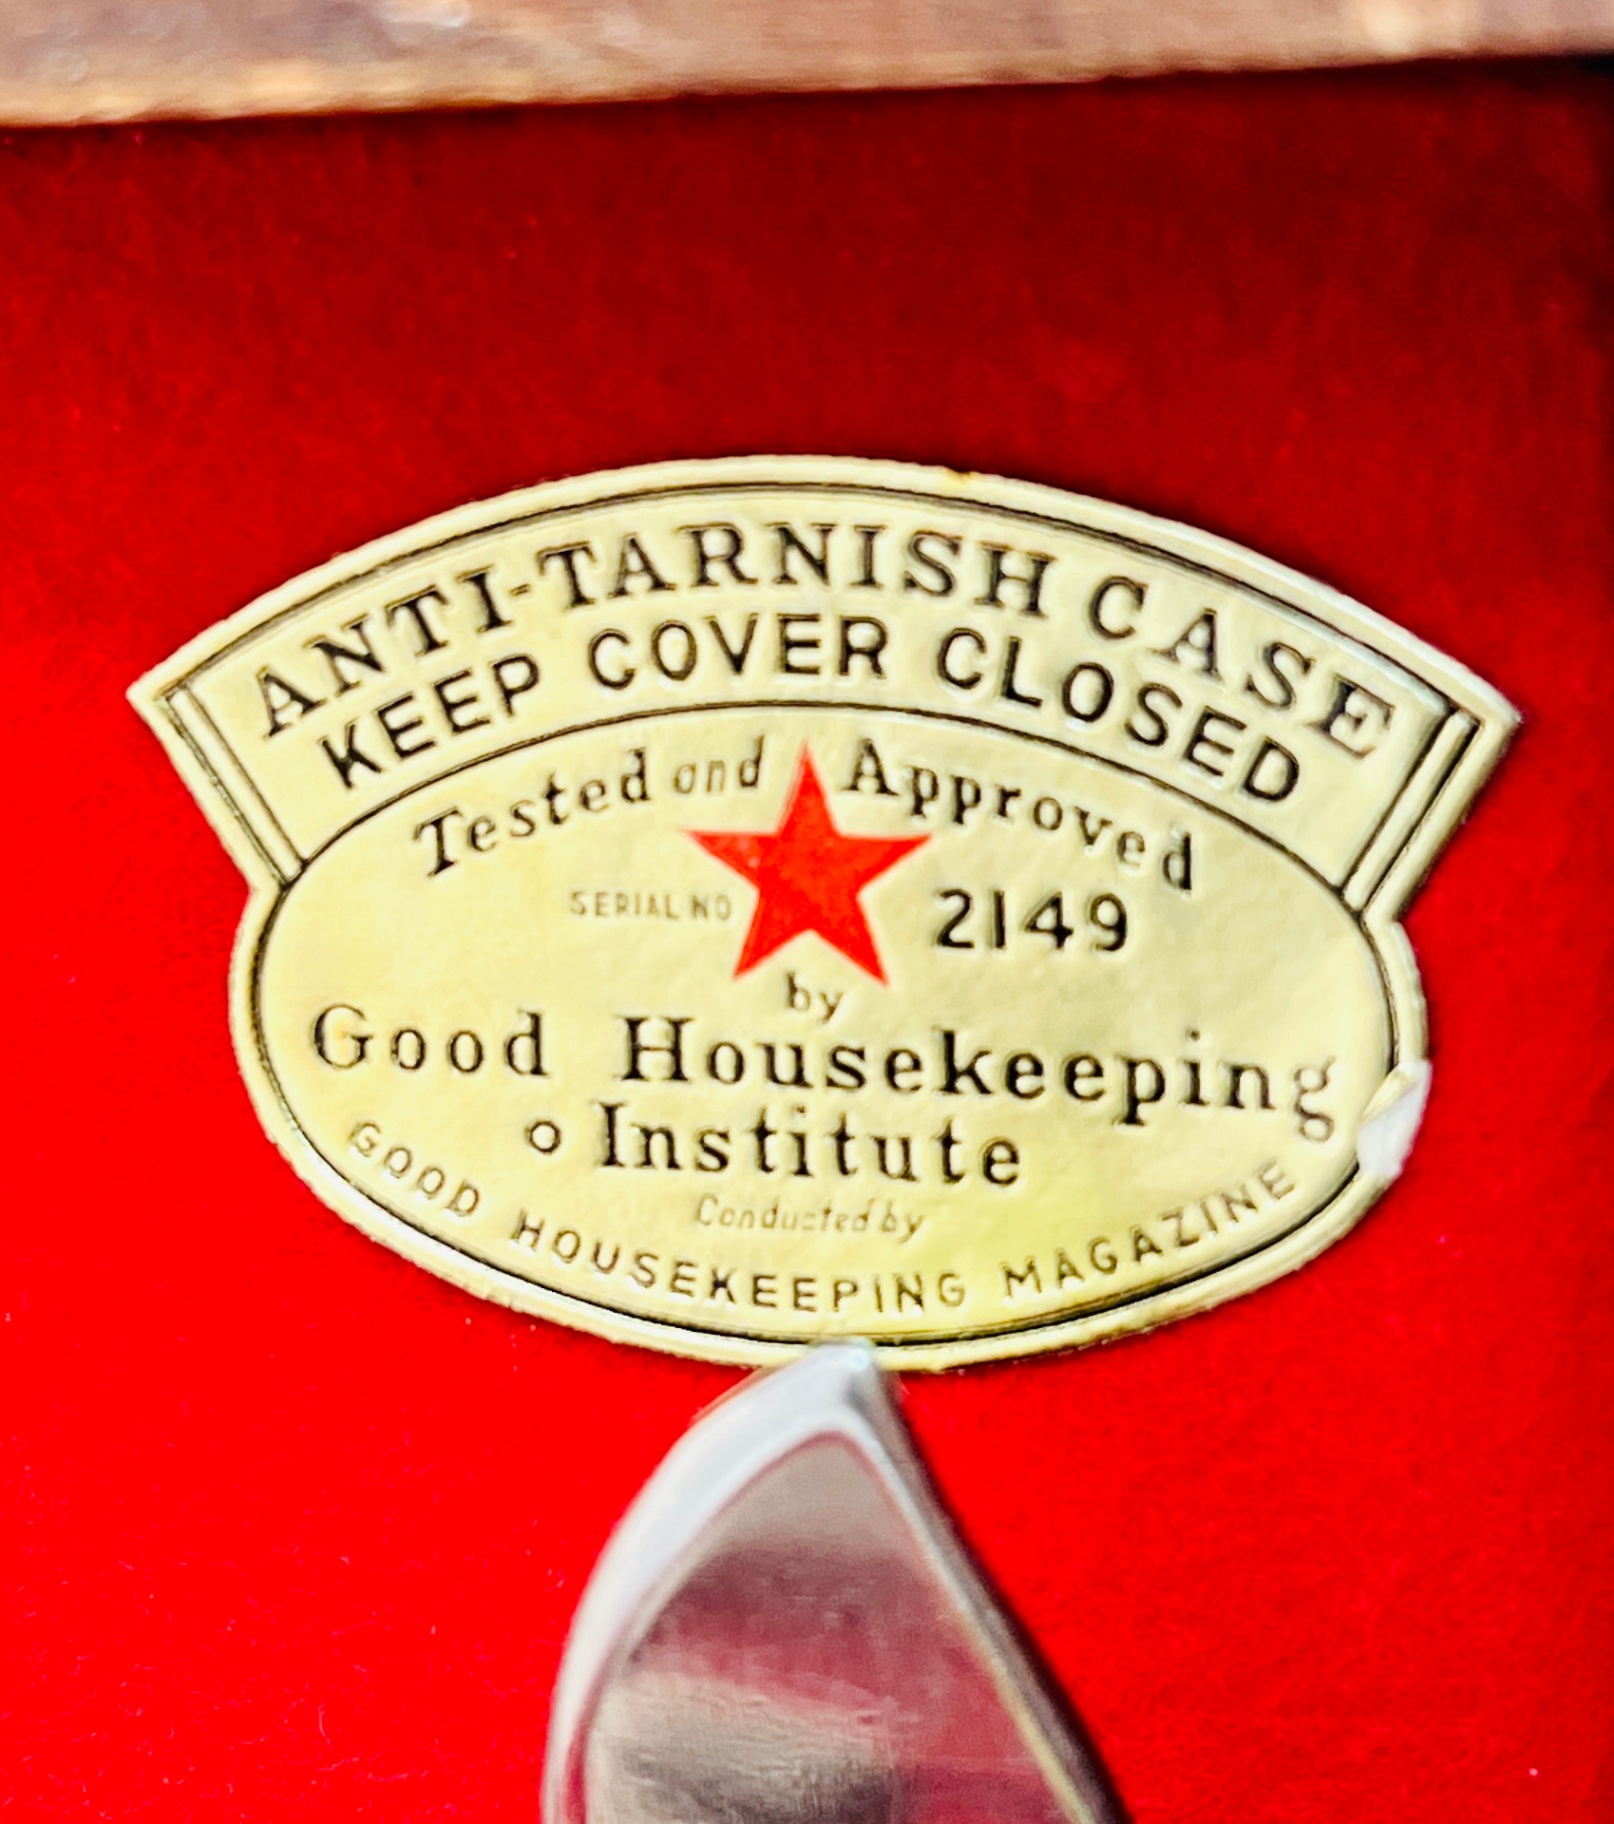 ANTI-TARNISH CASE
KEEP COVER CLOSED
Tested and Approved
SERIAL NO 2149
by
Good Housekeeping
o Institute
Conducted by
GOOD HOUSEKEEPING MAGAZINE